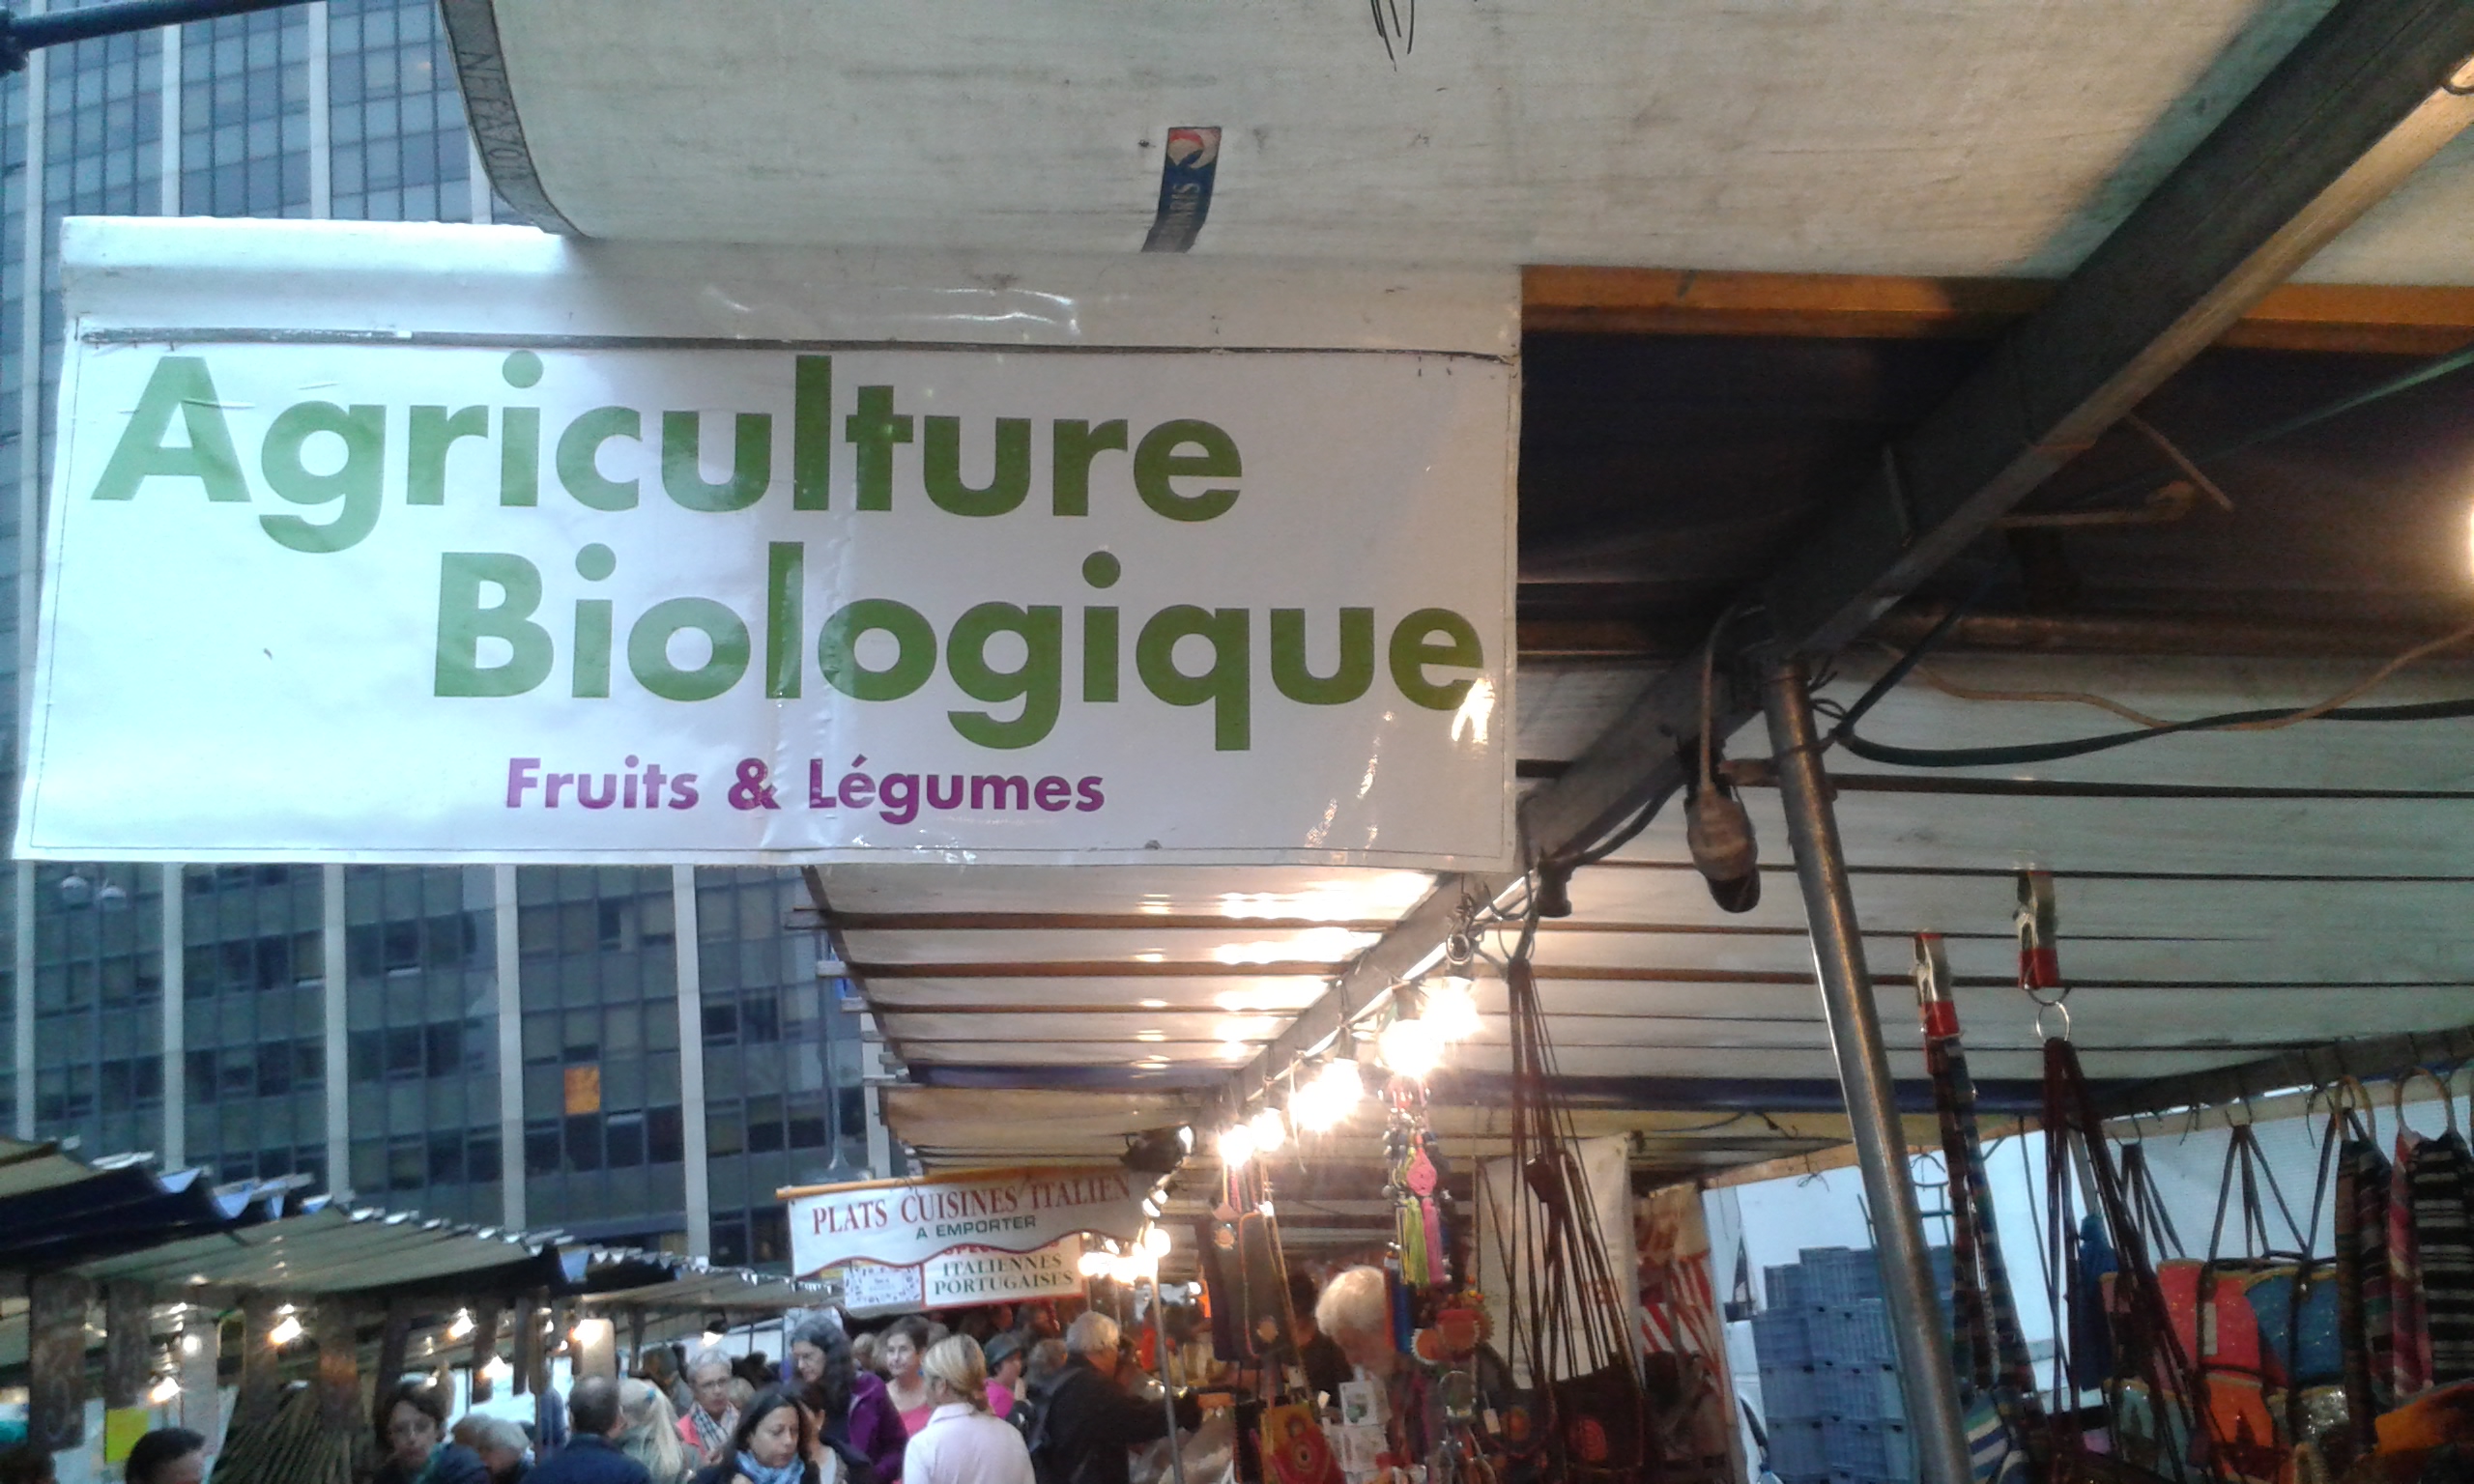 Agriculture
Biologique
Fruits & Légumes
PLATS CUISINES ITALIEN
A EMPORTER
ITALIENNES
PORTUGAISES